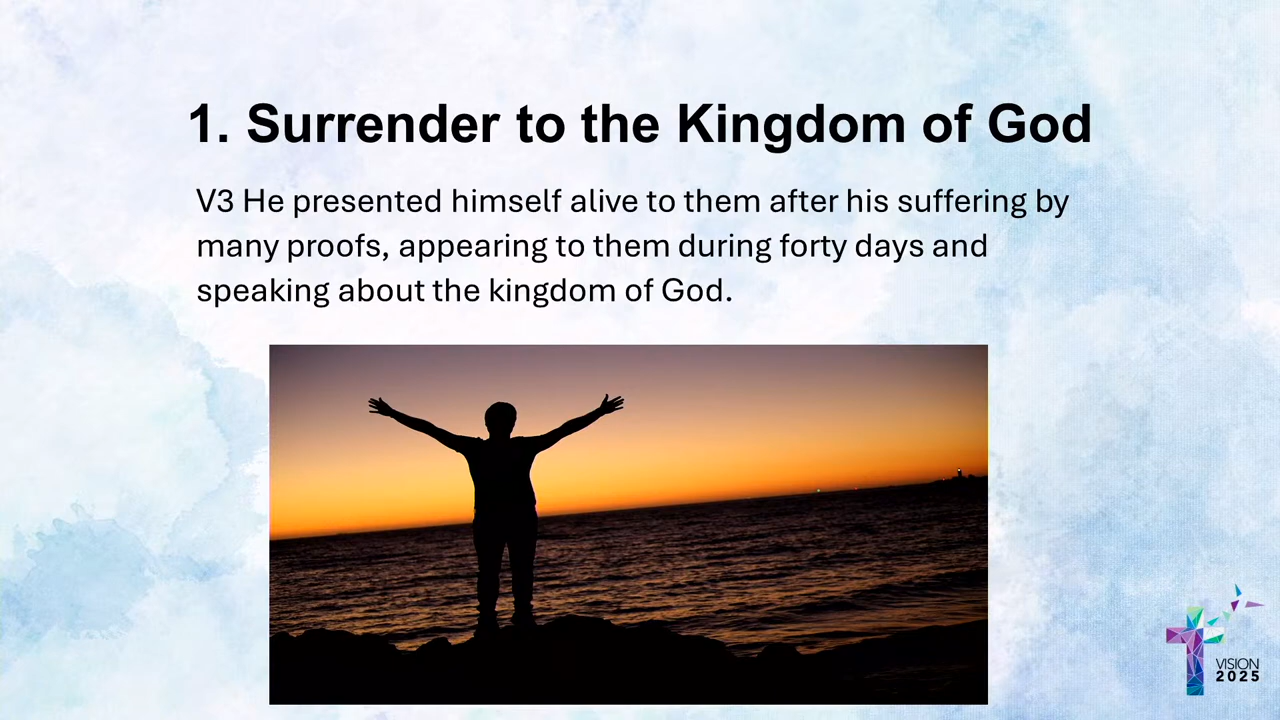 1. Surrender to the Kingdom of God
V3 He presented himself alive to them after his suffering by
many proofs, appearing to them during forty days and
speaking about the kingdom of God.
VISION
2025